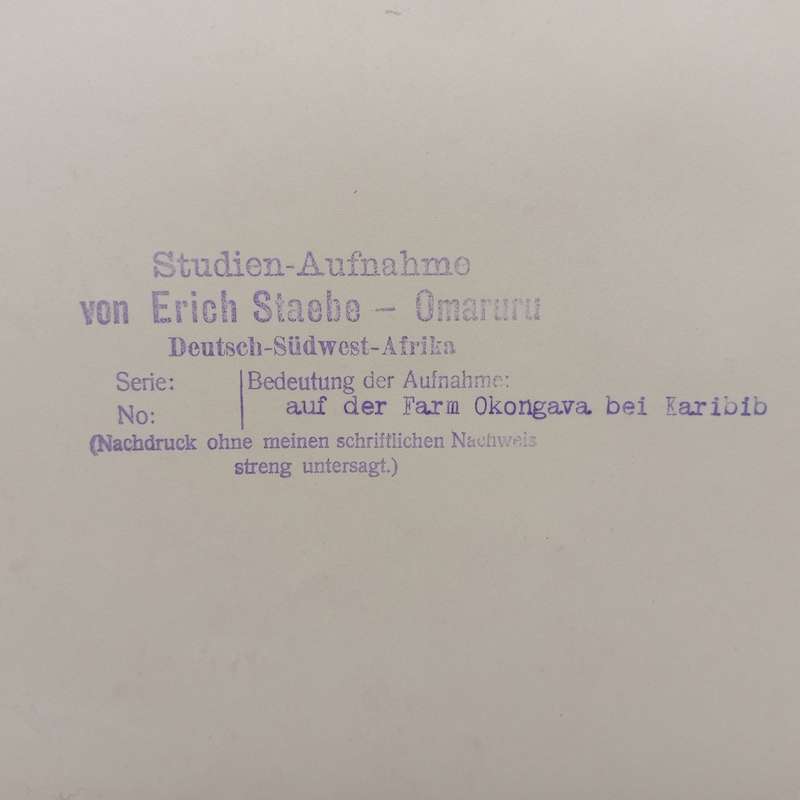 Studien-Aufnahme
von Erich Staebe – Omaruru
Deutsch-Südwest-Afrika
Serie:
No:
Bedeutung der Aufnahme:
auf der Farm Okongava bei Karibib
(Nachdruck ohne meinen schriftlichen Nachweis
streng untersagt.)